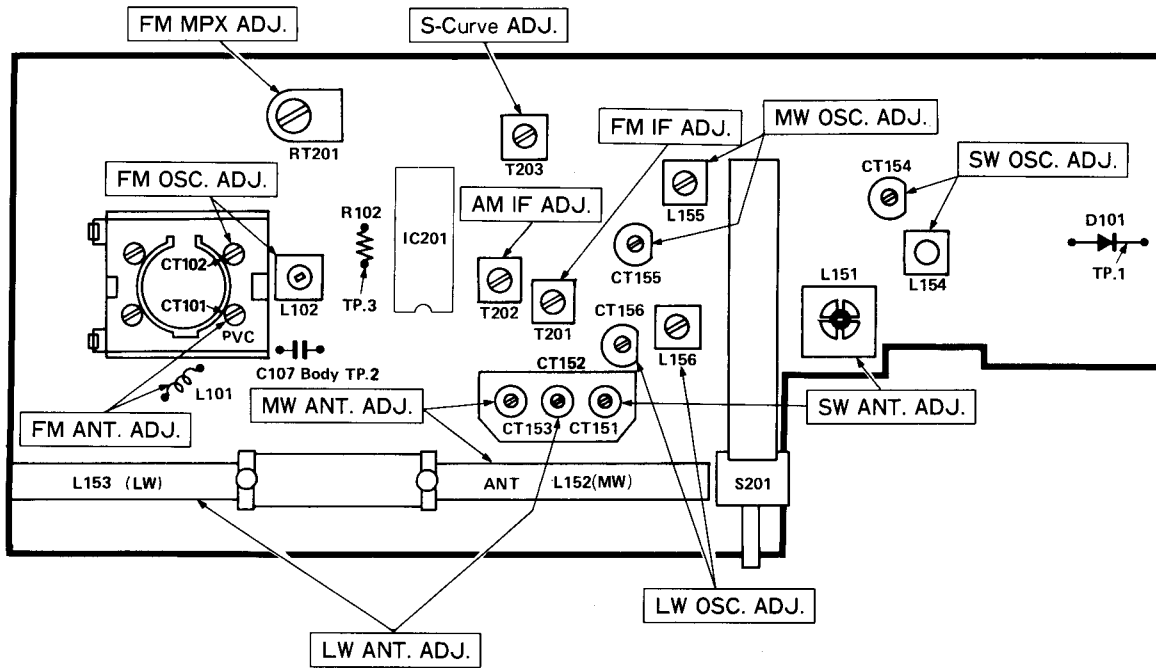 FM MPX ADJ.
S-Curve ADJ.
RT201
T203
FM IF ADJ.
MW OSC. ADJ.
FM OSC. ADJ.
AM IF ADJ.
L155
CT154
SW OSC. ADJ.
R102
IC201
D101
CT102
CT155
TP.1
L154
L151
CT101
L102
TP.3
T202
T201
CT156
PVC
L156
C107 Body TP.2
CT152
L101
MW ANT. ADJ.
SW ANT. ADJ.
FM ANT. ADJ.
CT153
CT151
L153 (LW)
ANT L152(MW)
S201
LW OSC. ADJ.
LW ANT. ADJ.